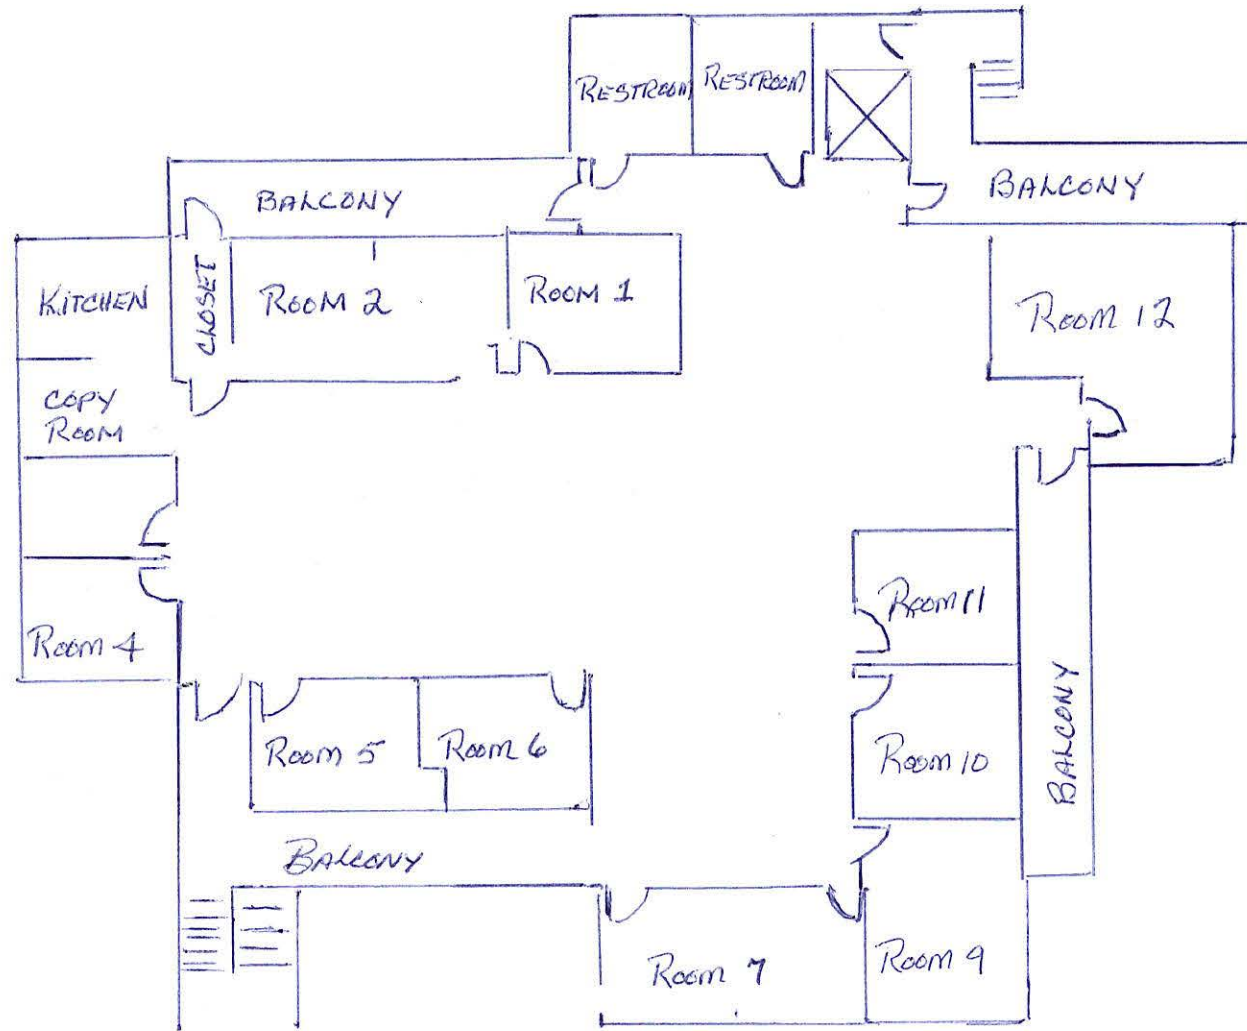 RESTROOM
RESTROOM
BALCONY
BALCONY
KITCHEN
CLOSET
ROOM 2
ROOM 1
ROOM 12
COPY
ROOM
ROOM 11
ROOM 4
ROOM 5
ROOM 6
ROOM 10
BALCONY
BALCONY
ROOM 7
ROOM 9